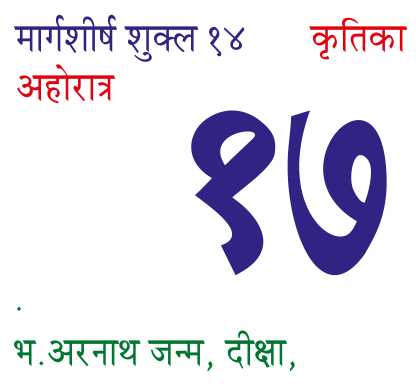 मार्गशीर्ष शुक्ल १४ कृतिका
अहोरात्र
१७
.
भ.अरनाथ जन्म, दीक्षा,